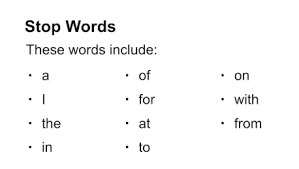 Stop Words
These words include:
• a
• I
• the
• in
• of
• for
• at
• to
• on
• with
• from